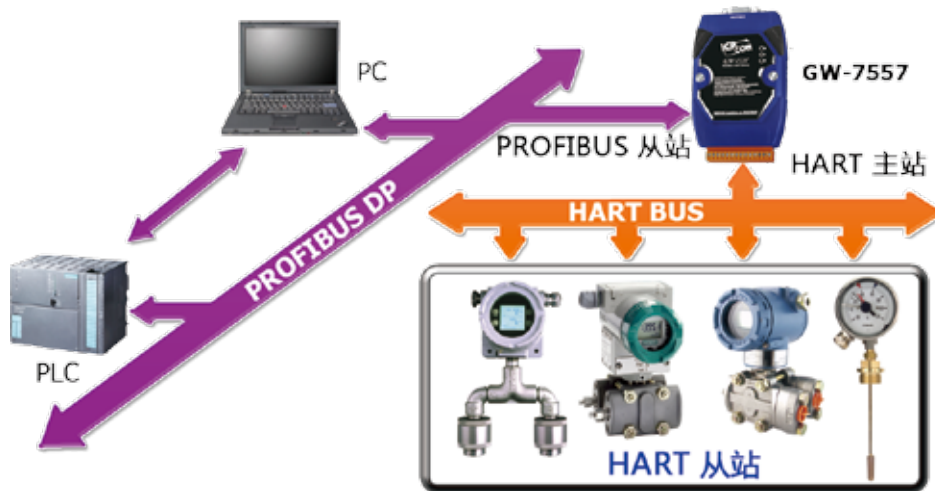 PC
GW-7557
PROFIBUS 从站
HART 主站
HART BUS
PROFIBUS DP
PLC
HART 从站